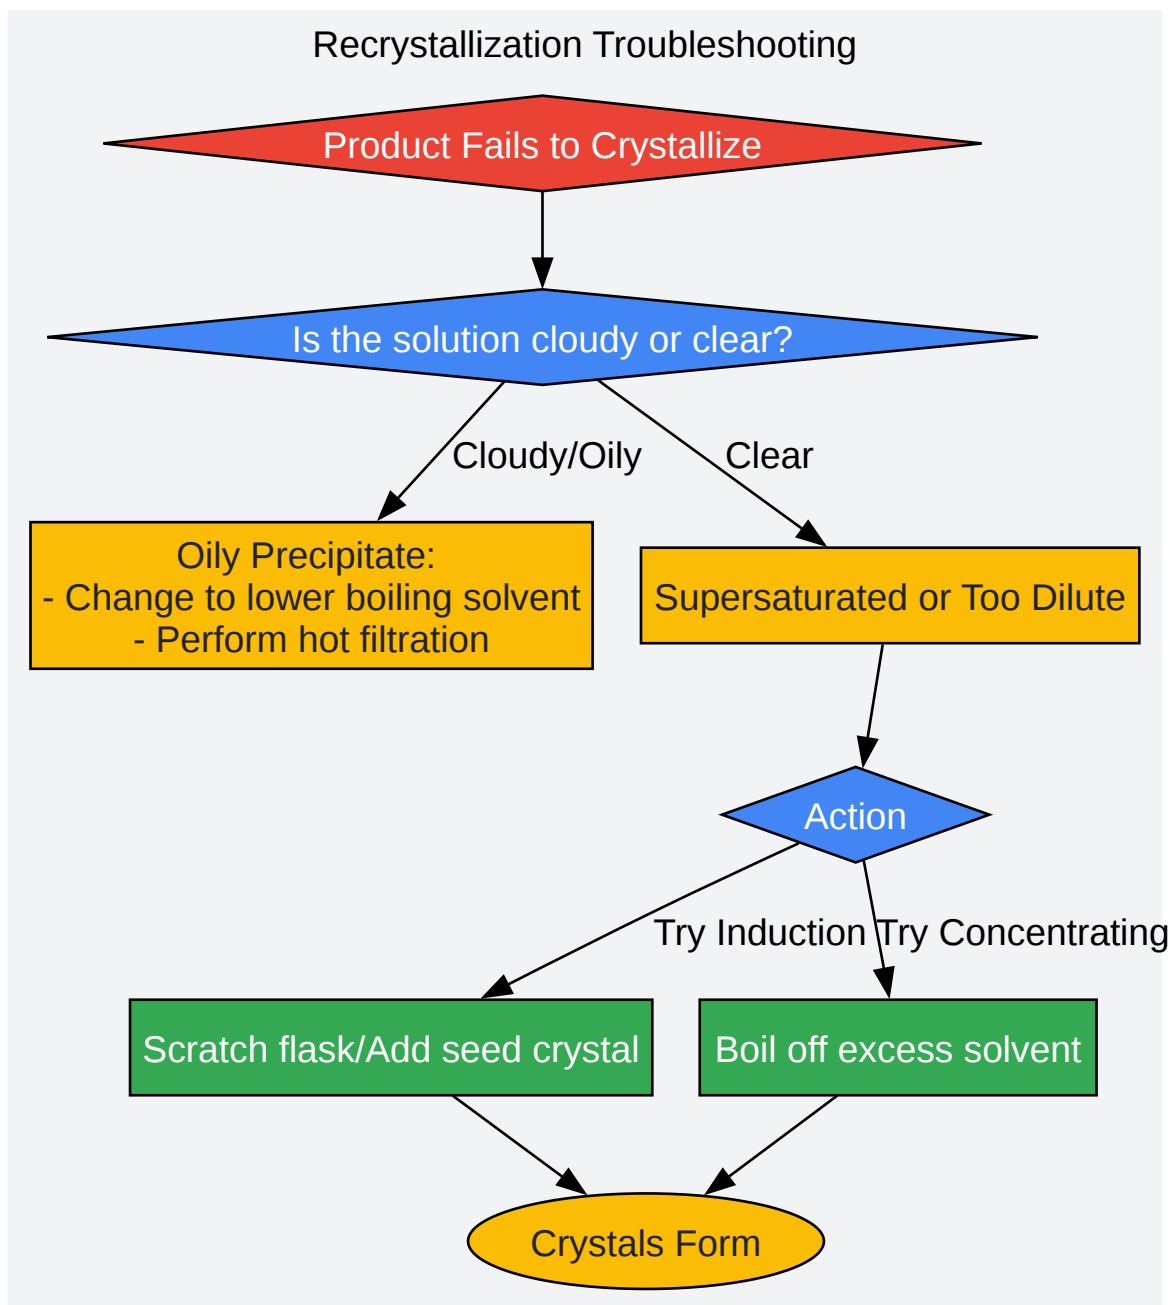 Recrystallization Troubleshooting
Product Fails to Crystallize
Is the solution cloudy or clear?
Cloudy/Oily
Clear
Oily Precipitate:
- Change to lower boiling solvent
- Perform hot filtration
Supersaturated or Too Dilute
Action
Try Induction
Try Concentrating
Scratch flask/Add seed crystal
Boil off excess solvent
Crystals Form